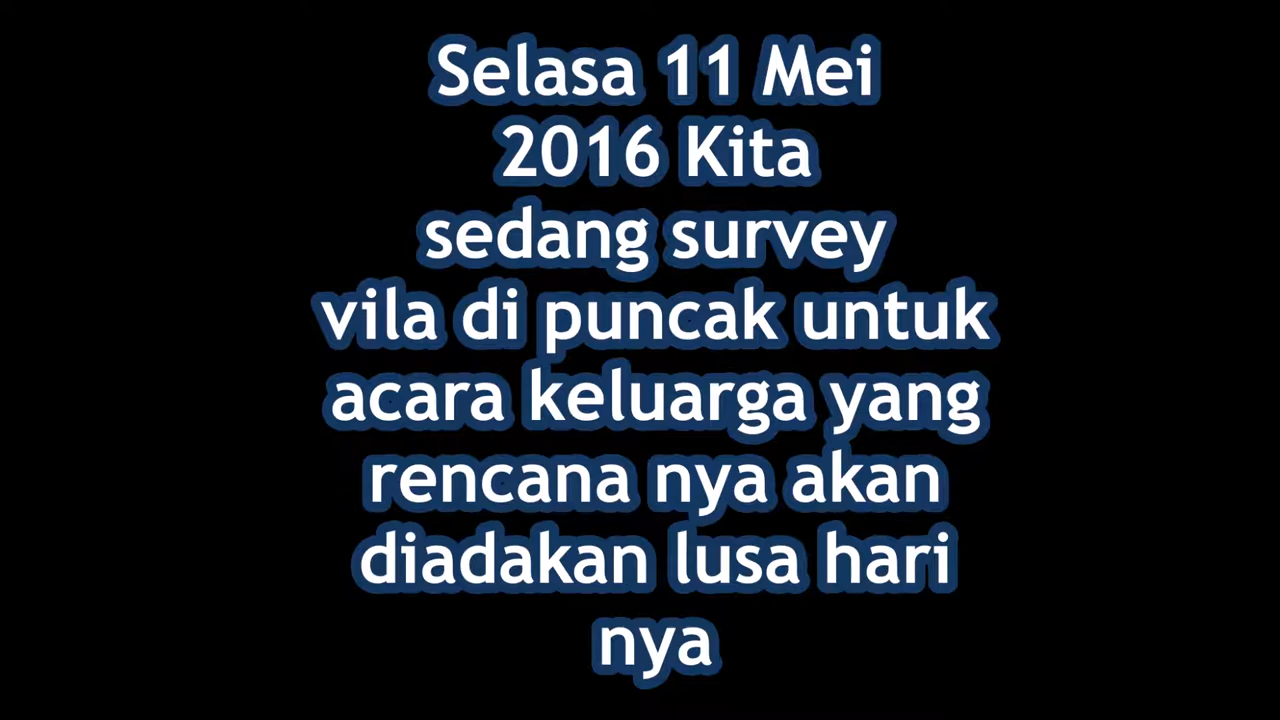 Selasa 11 Mei
2016 Kita
sedang survey
vila di puncak untuk
acara keluarga yang
rencana nya akan
diadakan lusa hari
nya